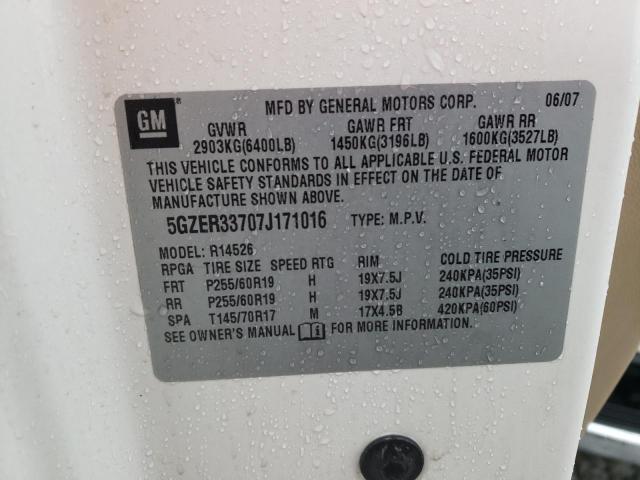 GM
MFD BY GENERAL MOTORS CORP. 06/07
GVWR GAWR FRT GAWR RR
2903KG(6400LB) 1450KG(3196LB) 1600KG(3527LB)
THIS VEHICLE CONFORMS TO ALL APPLICABLE U.S. FEDERAL MOTOR
VEHICLE SAFETY STANDARDS IN EFFECT ON THE DATE OF
MANUFACTURE SHOWN ABOVE.
5GZER33707J171016 TYPE: M.P.V.
MODEL: R14526
RPGA TIRE SIZE SPEED RTG RIM COLD TIRE PRESSURE
FRT P255/60R19 H 19X7.5J 240KPA(35PSI)
RR P255/60R19 H 19X7.5J 240KPA(35PSI)
SPA T145/70R17 M 17X4.5B 420KPA(60PSI)
SEE OWNER'S MANUAL FOR MORE INFORMATION.